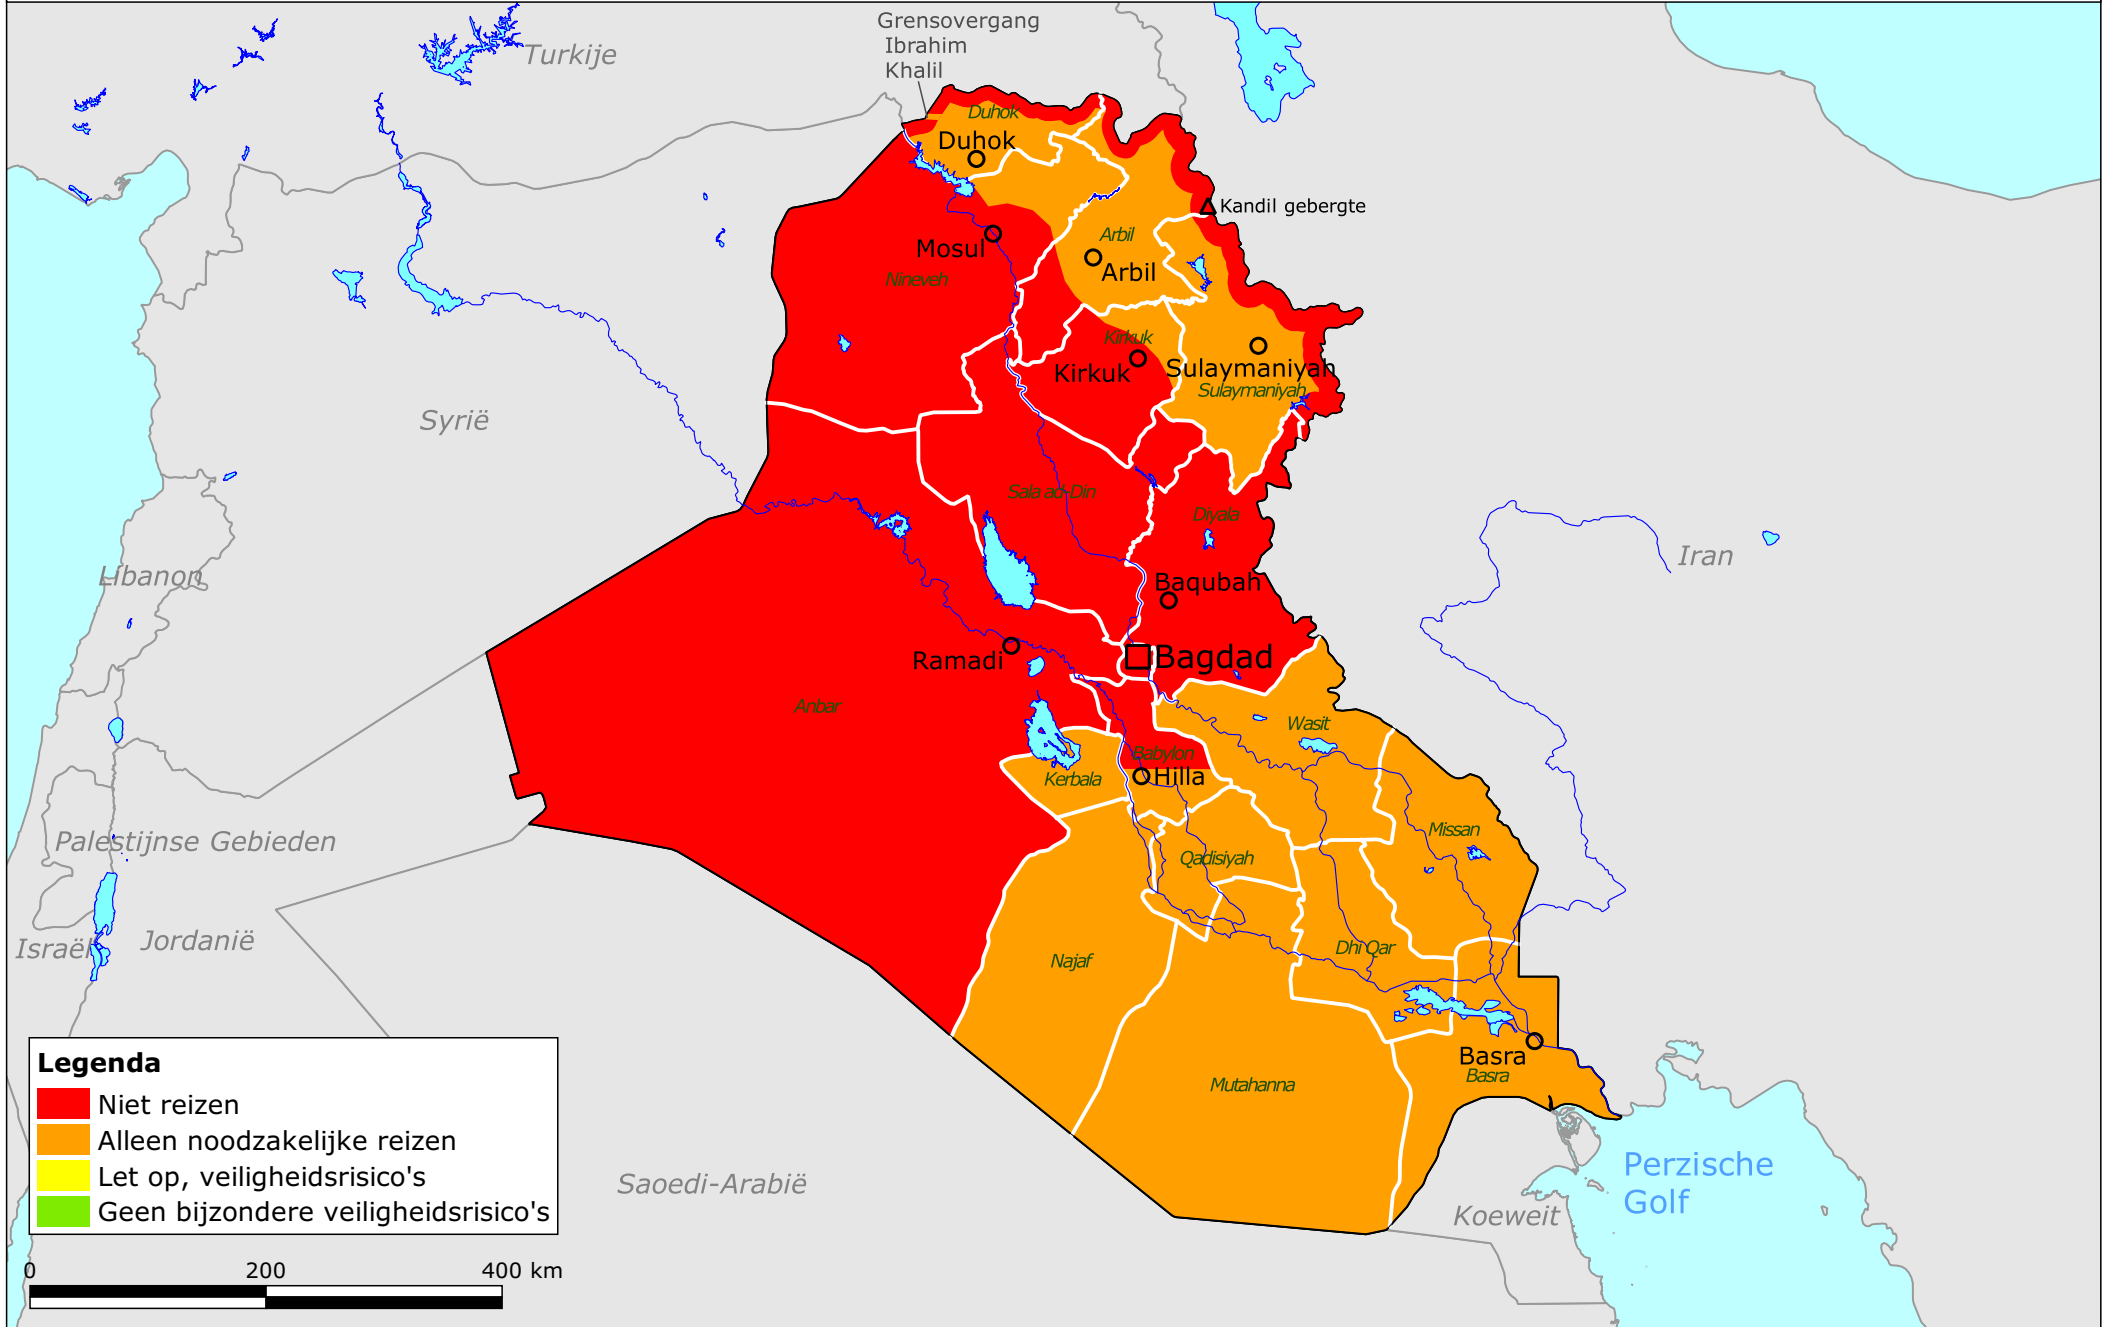 Grensovergang
Ibrahim
Khalil
Turkije
Duhok
Duhok
Kandil gebergte
Mosul
Arbil
Arbil
Nineveh
Kirkuk
Kirkuk
Sulaymaniyah
Sulaymaniyah
Syrië
Sala ad-Din
Diyala
Iran
Libanon
Baqubah
Ramadi
Bagdad
Anbar
Wasit
Babylon
Kerbala
Hilla
Missan
Palestijnse Gebieden
Qadisiyah
Israël
Jordanië
Najaf
Dhi Qar
Basra
Basra
Mutahanna
Legenda
Niet reizen
Alleen noodzakelijke reizen
Let op, veiligheidsrisico's
Geen bijzondere veiligheidsrisico's
Saoedi-Arabië
Perzische
Golf
Koeweit
0 200 400 km